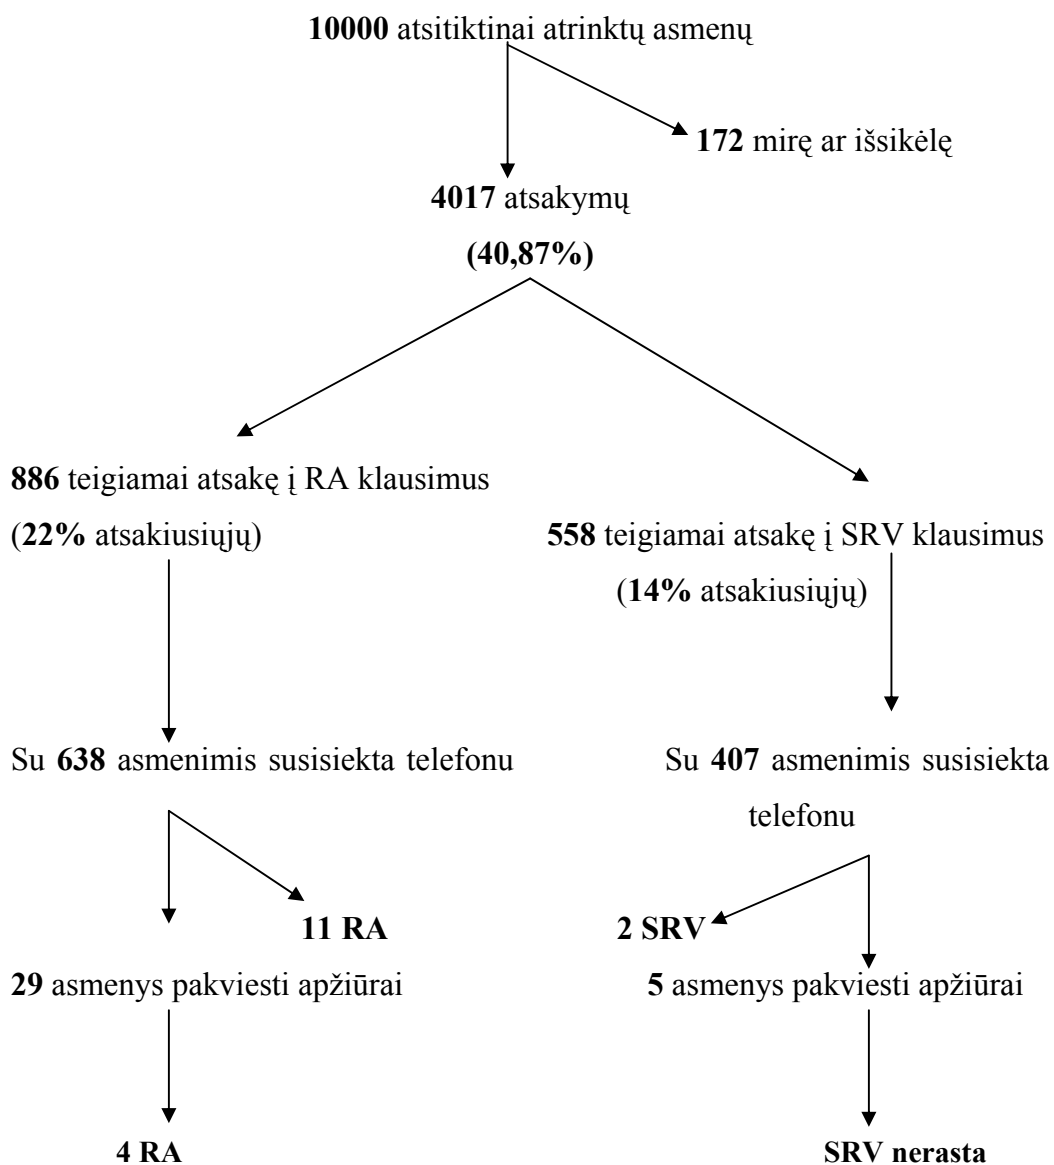 10000 atsitiktinai atrinktų asmenų
172 mirę ar išsikėlę
4017 atsakymų
(40,87%)
886 teigiamai atsakę į RA klausimus
(22% atsakiusiųjų)
558 teigiamai atsakę į SRV klausimus
(14% atsakiusiųjų)
Su 638 asmenimis susisiekta telefonu
Su 407 asmenimis susisiekta
telefonu
11 RA
2 SRV
29 asmenys pakviesti apžiūrai
5 asmenys pakviesti apžiūrai
4 RA
SRV nerasta